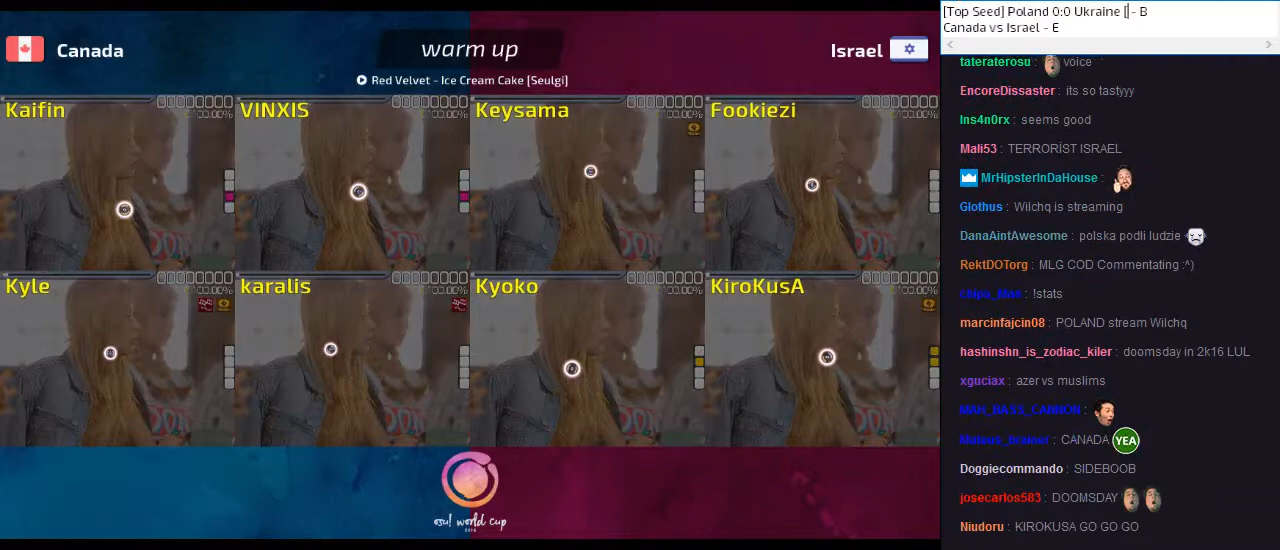 Canada
warm up
Israel
Red Velvet - Ice Cream Cake [Seulgi]
Kaifin
VINXIS
Keysama
Fookiezi
Kyle
karalis
Kyoko
KiroKusA
osu! world cup
[Top Seed] Poland 0:0 Ukraine [ - B
Canada vs Israel - E
tateraterosu : voice
EncoreDissaster : its so tastyyy
Ins4n0rx : seems good
Mali53 : TERRORİST ISRAEL
MrHipsterInDaHouse :
Glothus : Wilchq is streaming
DanaAintAwesome : polska podli ludzie
RektDOTorg : MLG COD Commentating :^)
: !stats
marcinfajcin08 : POLAND stream Wilchq
hashinshn_is_zodiac_kiler : doomsday in 2k16 LUL
xguciax : azer vs muslims
MAN_BASS_CANNON :
: CANADA YEA
Doggiecommando : SIDEBOOB
josecarlos583 : DOOMSDAY
Niudoru : KIROKUSA GO GO GO